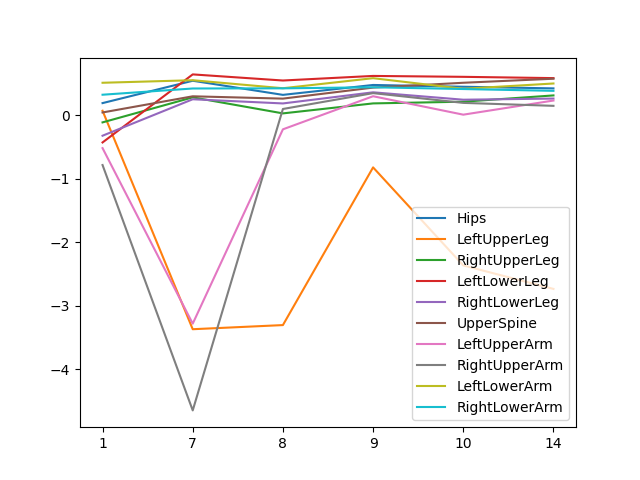 0
−1
−2
−3
−4
1 7 8 9 10 14
Hips
LeftUpperLeg
RightUpperLeg
LeftLowerLeg
RightLowerLeg
UpperSpine
LeftUpperArm
RightUpperArm
LeftLowerArm
RightLowerArm